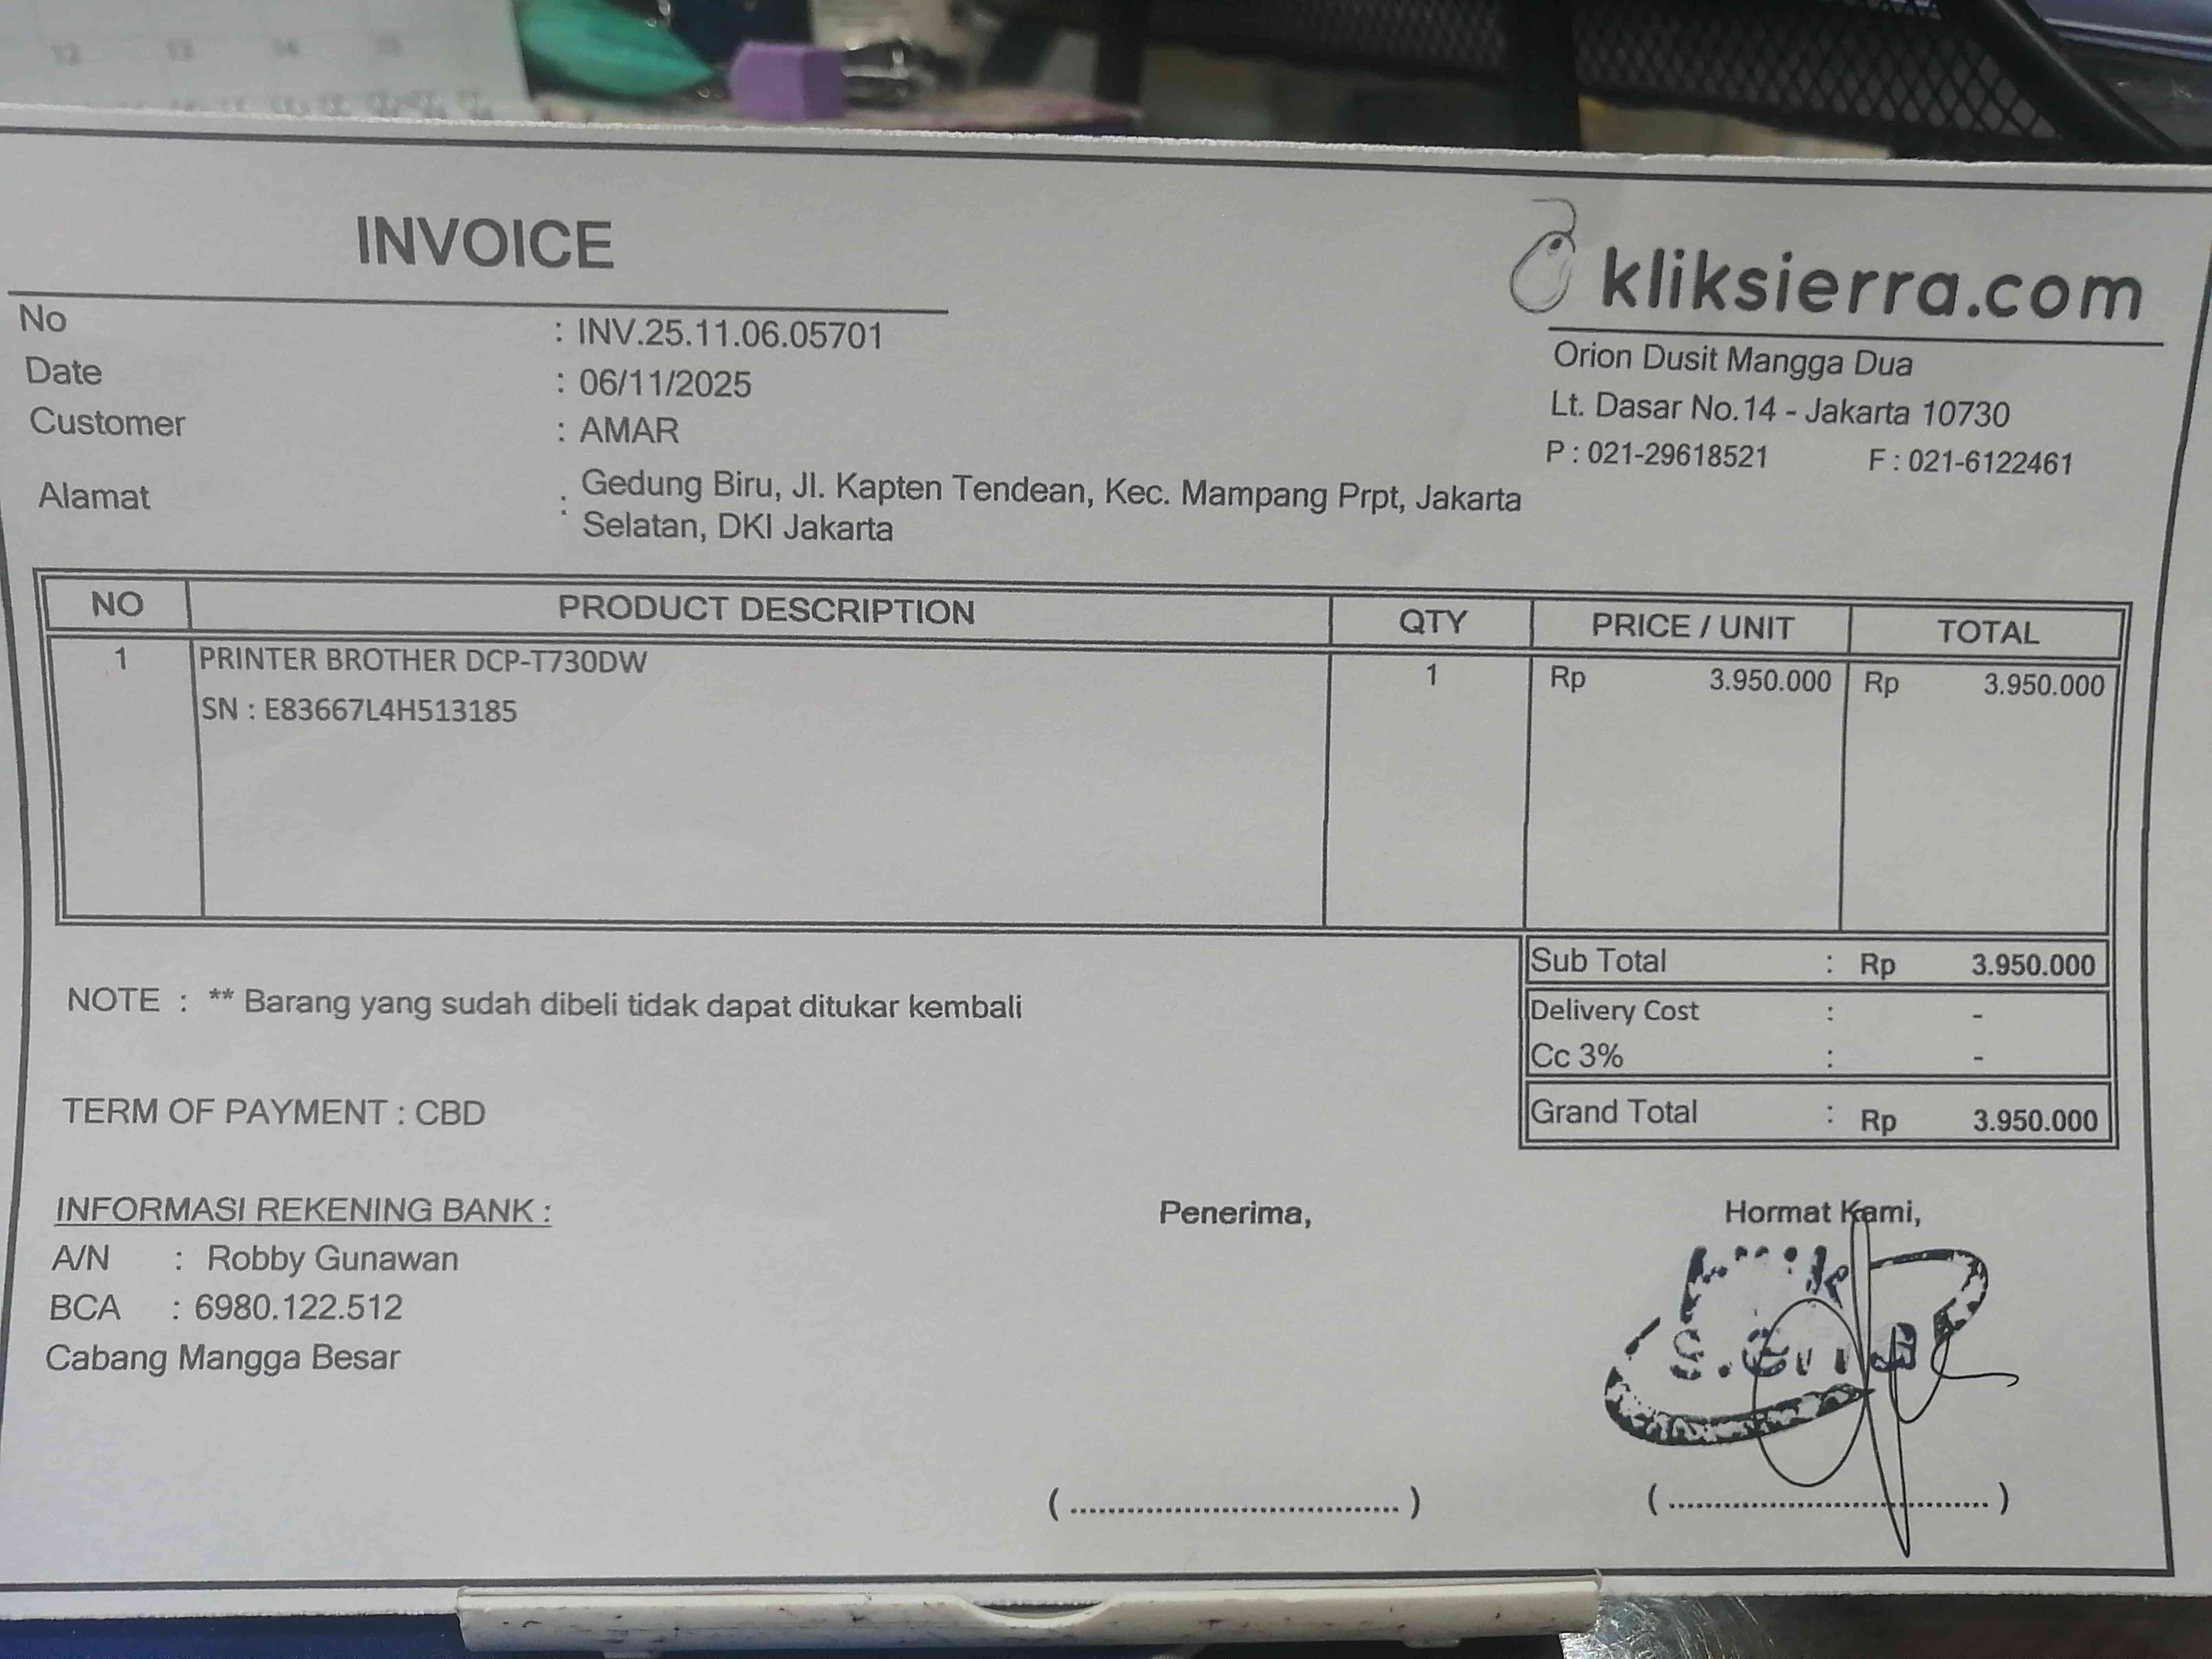 INVOICE
kliksierra.com
Orion Dusit Mangga Dua
Lt. Dasar No.14 - Jakarta 10730
P : 021-29618521 F : 021-6122461
No : INV.25.11.06.05701
Date : 06/11/2025
Customer : AMAR
Alamat : Gedung Biru, Jl. Kapten Tendean, Kec. Mampang Prpt, Jakarta
Selatan, DKI Jakarta
NO PRODUCT DESCRIPTION QTY PRICE / UNIT TOTAL
1 PRINTER BROTHER DCP-T730DW 1 Rp 3.950.000 Rp 3.950.000
SN : E83667L4H513185
Sub Total : Rp 3.950.000
Delivery Cost : -
Cc 3% : -
Grand Total : Rp 3.950.000
NOTE : ** Barang yang sudah dibeli tidak dapat ditukar kembali
TERM OF PAYMENT : CBD
INFORMASI REKENING BANK :
A/N : Robby Gunawan
BCA : 6980.122.512
Cabang Mangga Besar
Penerima,
Hormat Kami,
(..................................)
(..................................)
12 13 14 15